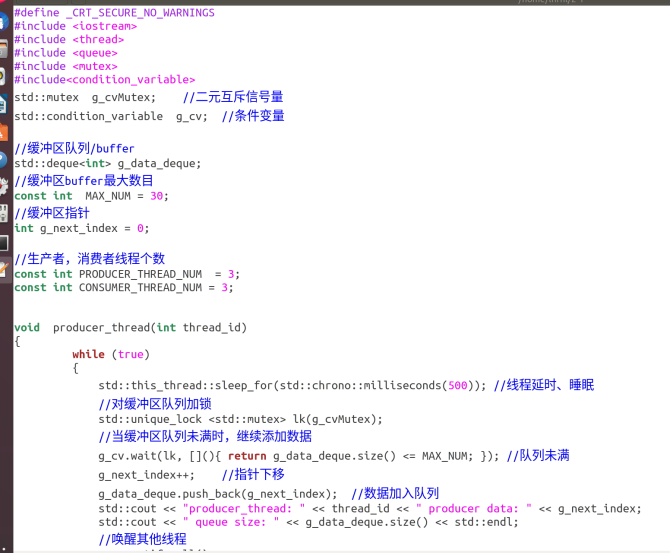 #define _CRT_SECURE_NO_WARNINGS
#include <iostream>
#include <thread>
#include <queue>
#include <mutex>
#include<condition_variable>
std::mutex  g_cvMutex;    //二元互斥信号量
std::condition_variable  g_cv;  //条件变量
//缓冲区队列/buffer
std::deque<int> g_data_deque;
//缓冲区buffer最大数目
const int  MAX_NUM = 30;
//缓冲区指针
int g_next_index = 0;
//生产者，消费者线程个数
const int PRODUCER_THREAD_NUM  = 3;
const int CONSUMER_THREAD_NUM = 3;
void  producer_thread(int thread_id)
{
         while (true)
         {
             std::this_thread::sleep_for(std::chrono::milliseconds(500)); //线程延时、睡眠
             //对缓冲区队列加锁
             std::unique_lock <std::mutex> lk(g_cvMutex);
             //当缓冲区队列未满时，继续添加数据
             g_cv.wait(lk, [](){ return g_data_deque.size() <= MAX_NUM; }); //队列未满
             g_next_index++;    //指针下移
             g_data_deque.push_back(g_next_index);  //数据加入队列
             std::cout << "producer_thread: " << thread_id << " producer data: " << g_next_index;
             std::cout << " queue size: " << g_data_deque.size() << std::endl;
             //唤醒其他线程